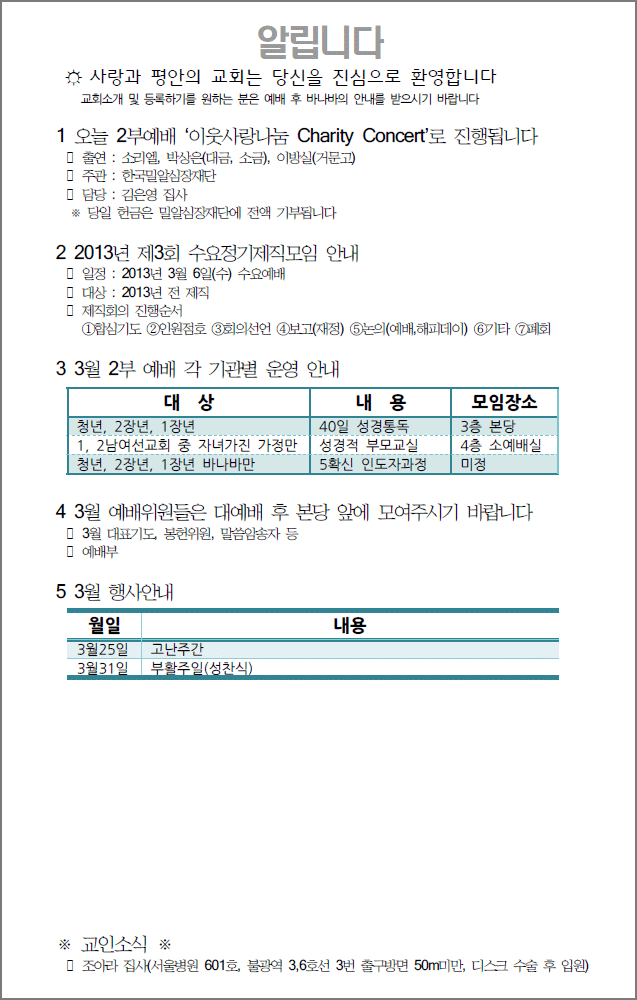 알립니다
☼ 사랑과 평안의 교회는 당신을 진심으로 환영합니다
교회소개 및 등록하기를 원하는 분은 예배 후 바나바의 안내를 받으시기 바랍니다
1 오늘 2부예배 ‘이웃사랑나눔 Charity Concert’로 진행됩니다
▯ 출연 : 소리엘, 박상은(대금, 소금), 이방실(거문고)
▯ 주관 : 한국밀알심장재단
▯ 담당 : 김은영 집사
※ 당일 헌금은 밀알심장재단에 전액 기부됩니다
2 2013년 제3회 수요정기제직모임 안내
▯ 일정 : 2013년 3월 6일(수) 수요예배
▯ 대상 : 2013년 전 제직
▯ 제직회의 진행순서
①합심기도 ②인원점호 ③회의선언 ④보고(재정) ⑤논의(예배,해피데이) ⑥기타 ⑦폐회
3 3월 2부 예배 각 기관별 운영 안내
대 상 내 용 모임장소
청년, 2장년, 1장년 40일 성경통독 3층 본당
1, 2남여선교회 중 자녀가진 가정만 성경적 부모교실 4층 소예배실
청년, 2장년, 1장년 바나바만 5확신 인도자과정 미정
4 3월 예배위원들은 대예배 후 본당 앞에 모여주시기 바랍니다
▯ 3월 대표기도, 봉헌위원, 말씀암송자 등
▯ 예배부
5 3월 행사안내
월일 내용
3월25일 고난주간
3월31일 부활주일(성찬식)
※ 교인소식 ※
▯ 조아라 집사(서울병원 601호, 불광역 3,6호선 3번 출구방면 50m미만, 디스크 수술 후 입원)